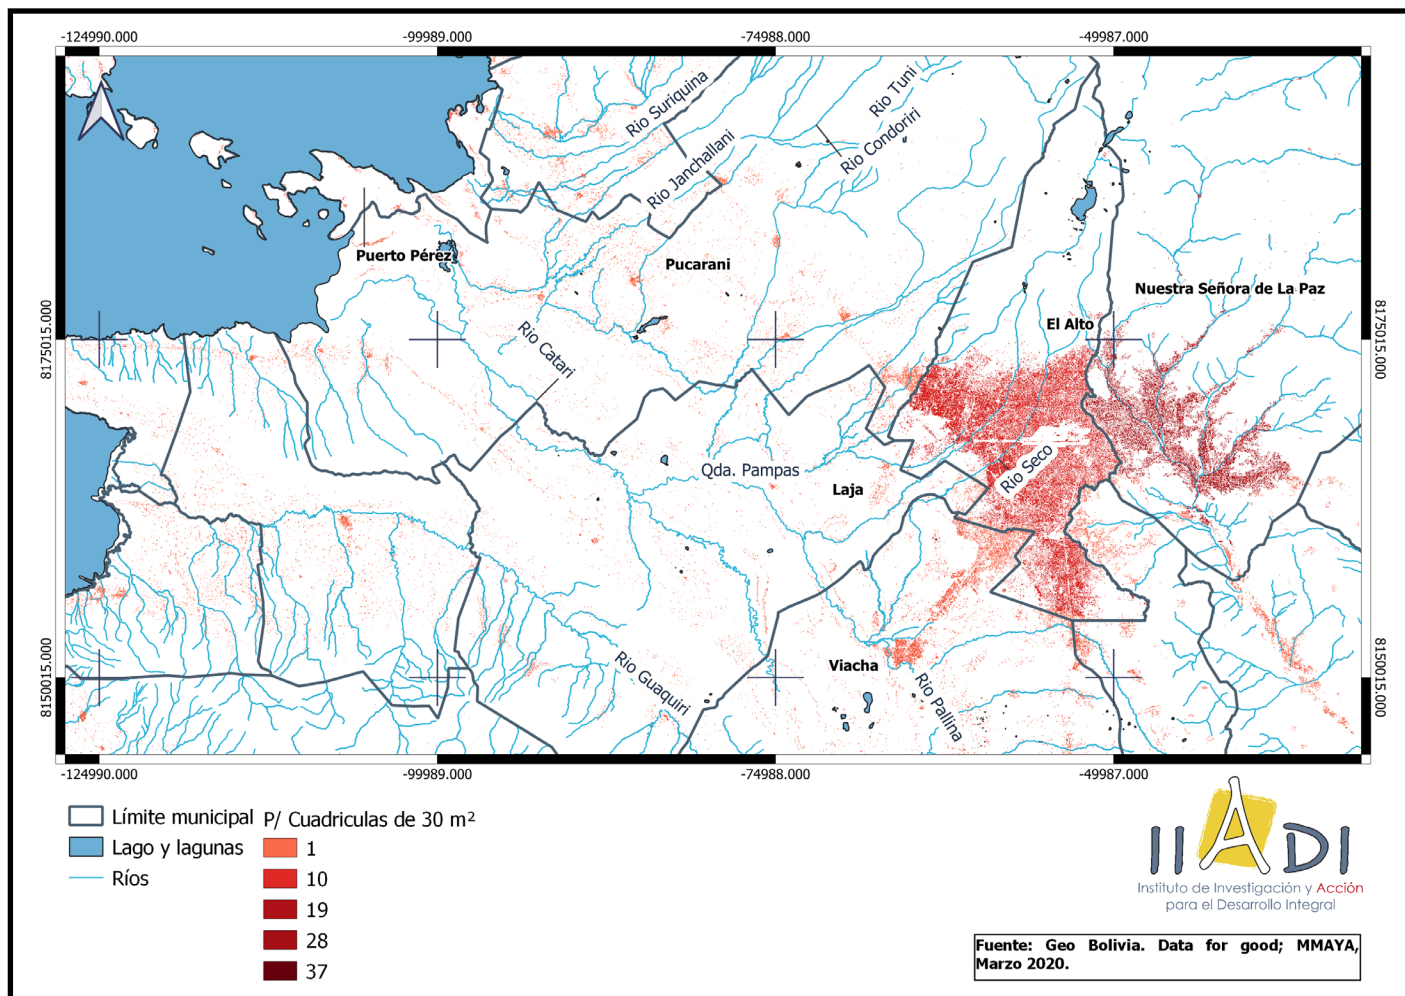 -124990.000
-99989.000
-74988.000
-49987.000
Rio Suriquina
Rio Tuni
Rio Condoriri
Rio Janchallani
Puerto Pérez
Pucarani
Nuestra Señora de La Paz
El Alto
8175015.000
8175015.000
Rio Catari
Qda. Pampas
Laja
Rio Seco
Viacha
Rio Guaquiri
Rio Pallina
8150015.000
8150015.000
-124990.000
-99989.000
-74988.000
-49987.000
Límite municipal
Lago y lagunas
Ríos
P/ Cuadriculas de 30 m²
1
10
19
28
37
IIADI
Instituto de Investigación y Acción
para el Desarrollo Integral
Fuente: Geo Bolivia. Data for good; MMAYA,
Marzo 2020.